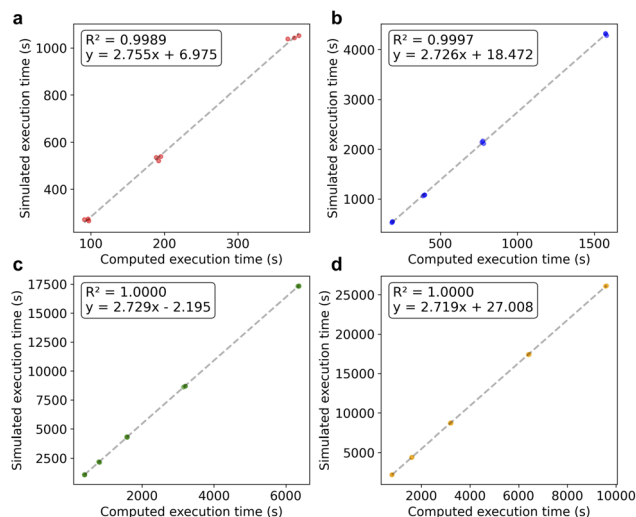 a
R² = 0.9989
y = 2.755x + 6.975
Simulated execution time (s)
1000
800
600
400
100
200
300
Computed execution time (s)
b
R² = 0.9997
y = 2.726x + 18.472
Simulated execution time (s)
4000
3000
2000
1000
500
1000
1500
Computed execution time (s)
c
R² = 1.0000
y = 2.729x - 2.195
Simulated execution time (s)
17500
15000
12500
10000
7500
5000
2500
2000
4000
6000
Computed execution time (s)
d
R² = 1.0000
y = 2.719x + 27.008
Simulated execution time (s)
25000
20000
15000
10000
5000
2000
4000
6000
8000
10000
Computed execution time (s)